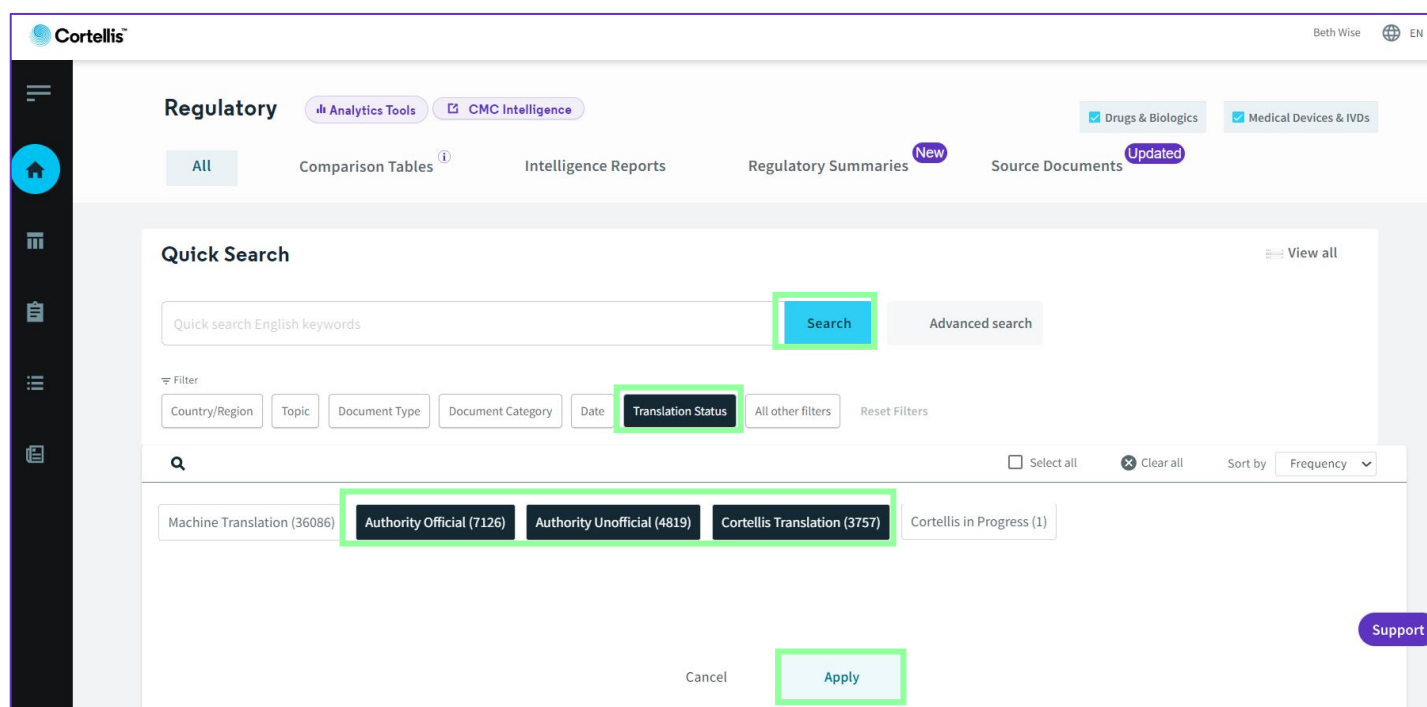 Cortellis™
Beth Wise EN
Regulatory Analytics Tools CMC Intelligence Drugs & Biologics Medical Devices & IVDs
All Comparison Tables i Intelligence Reports Regulatory Summaries New Source Documents Updated
Quick Search View all
Quick search English keywords Search Advanced search
Filter
Country/Region Topic Document Type Document Category Date Translation Status All other filters Reset Filters
Select all Clear all Sort by Frequency
Machine Translation (36086) Authority Official (7126) Authority Unofficial (4819) Cortellis Translation (3757) Cortellis in Progress (1)
Support
Cancel Apply